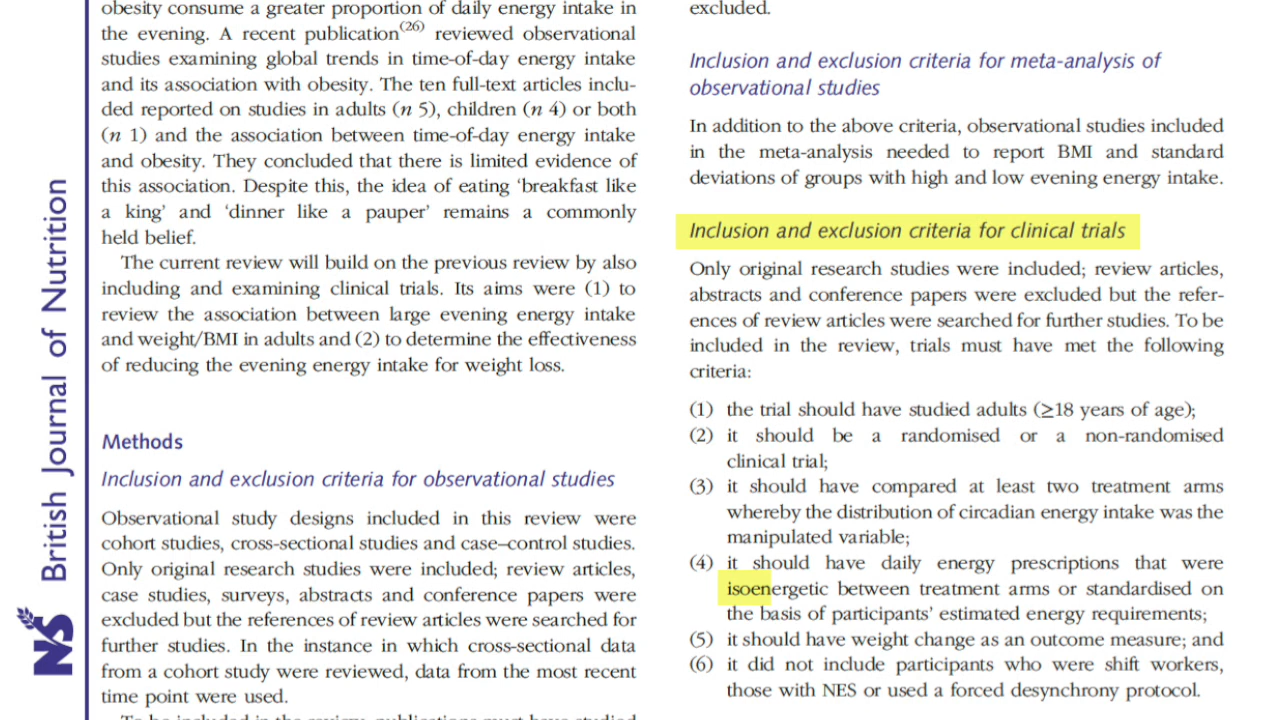 British Journal of Nutrition
NS
obesity consume a greater proportion of daily energy intake in
the evening. A recent publication(26) reviewed observational
studies examining global trends in time-of-day energy intake
and its association with obesity. The ten full-text articles inclu-
ded reported on studies in adults (n 5), children (n 4) or both
(n 1) and the association between time-of-day energy intake
and obesity. They concluded that there is limited evidence of
this association. Despite this, the idea of eating ‘breakfast like
a king’ and ‘dinner like a pauper’ remains a commonly
held belief.
The current review will build on the previous review by also
including and examining clinical trials. Its aims were (1) to
review the association between large evening energy intake
and weight/BMI in adults and (2) to determine the effectiveness
of reducing the evening energy intake for weight loss.
Methods
Inclusion and exclusion criteria for observational studies
Observational study designs included in this review were
cohort studies, cross-sectional studies and case–control studies.
Only original research studies were included; review articles,
case studies, surveys, abstracts and conference papers were
excluded but the references of review articles were searched for
further studies. In the instance in which cross-sectional data
from a cohort study were reviewed, data from the most recent
time point were used.
To be included in the review, publications must have studied
excluded.
Inclusion and exclusion criteria for meta-analysis of
observational studies
In addition to the above criteria, observational studies included
in the meta-analysis needed to report BMI and standard
deviations of groups with high and low evening energy intake.
Inclusion and exclusion criteria for clinical trials
Only original research studies were included; review articles,
abstracts and conference papers were excluded but the refer-
ences of review articles were searched for further studies. To be
included in the review, trials must have met the following
criteria:
(1) the trial should have studied adults (≥18 years of age);
(2) it should be a randomised or a non-randomised
clinical trial;
(3) it should have compared at least two treatment arms
whereby the distribution of circadian energy intake was the
manipulated variable;
(4) it should have daily energy prescriptions that were
isoenergetic between treatment arms or standardised on
the basis of participants’ estimated energy requirements;
(5) it should have weight change as an outcome measure; and
(6) it did not include participants who were shift workers,
those with NES or used a forced desynchrony protocol.